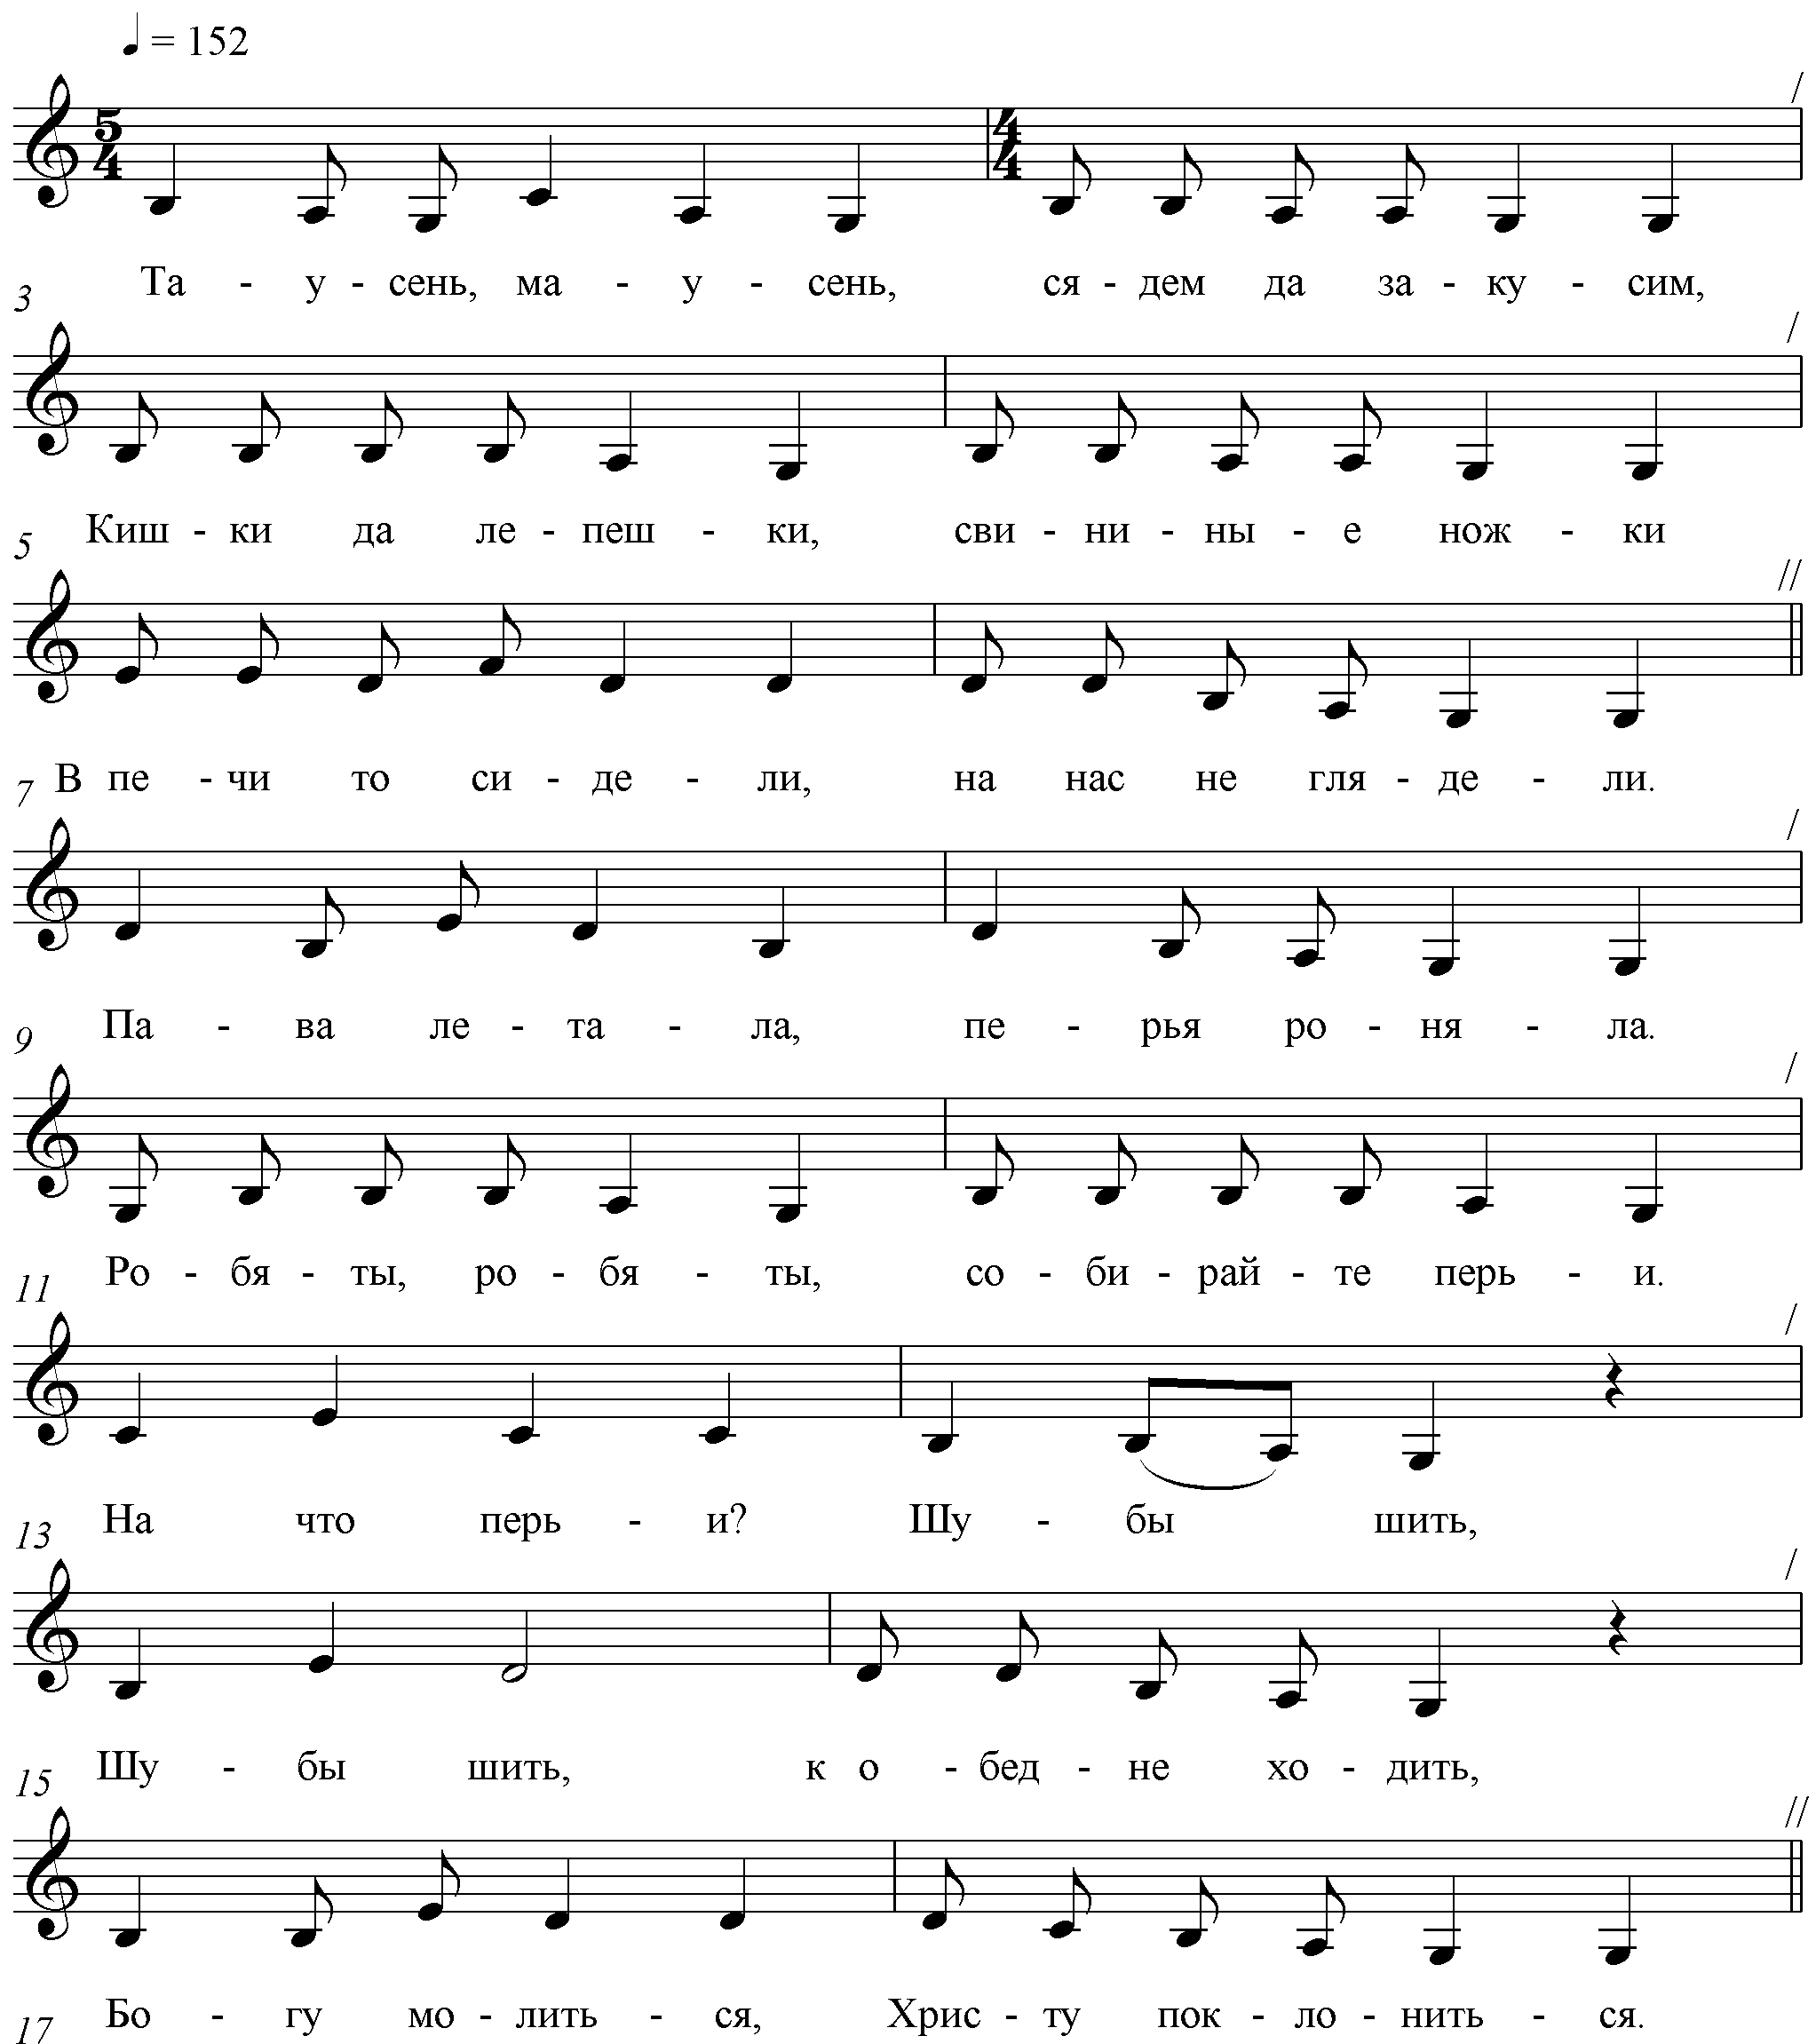 ♩ = 152
5/4 4/4 /
Та - у - сень, ма - у - сень, ся - дем да за - ку - сим,
3 /
Киш - ки да ле - пеш - ки, сви - ни - ны - е нож - ки
5 //
В пе - чи то си - де - ли, на нас не гля - де - ли.
7 /
Па - ва ле - та - ла, пе - рья ро - ня - ла.
9 /
Ро - бя - ты, ро - бя - ты, со - би - рай - те перь - и.
11 /
На что перь - и? Шу - бы шить,
13 /
Шу - бы шить, к о - бед - не хо - дить,
15 //
Бо - гу мо - лить - ся, Хрис - ту пок - ло - нить - ся.
17